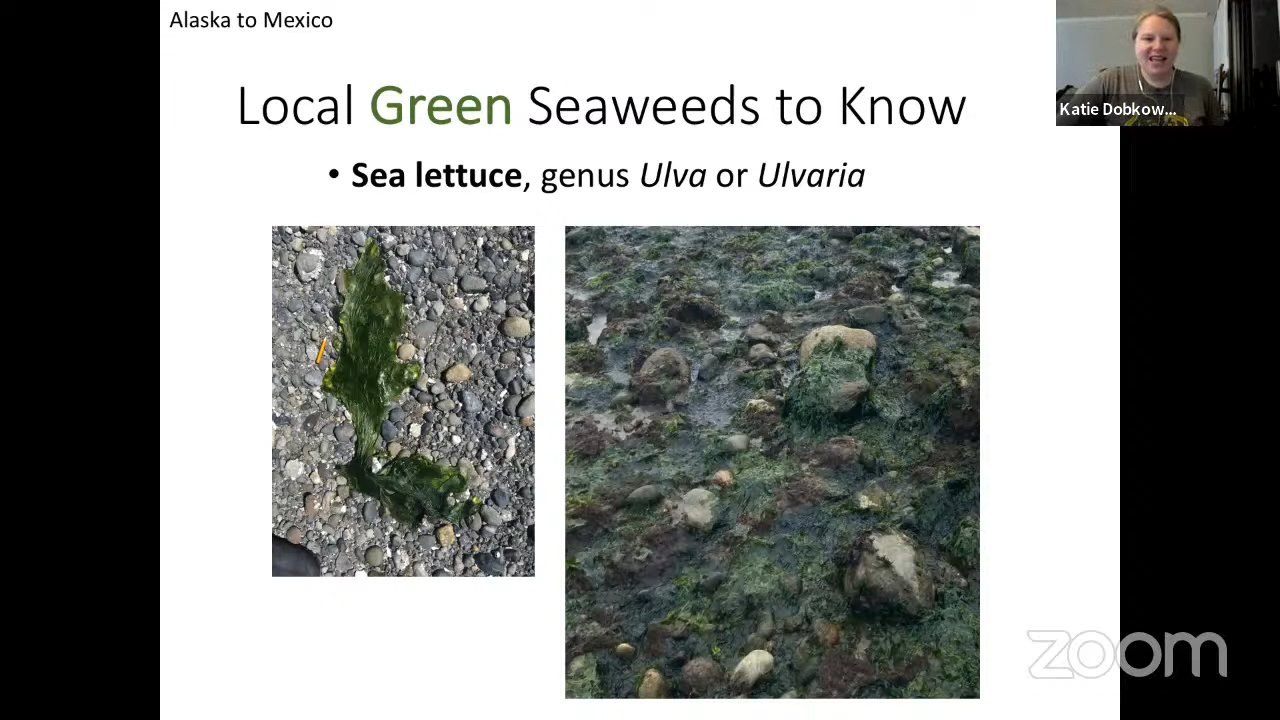 Alaska to Mexico
Local Green Seaweeds to Know
• Sea lettuce, genus Ulva or Ulvaria
Katie Dobkow...
zoom